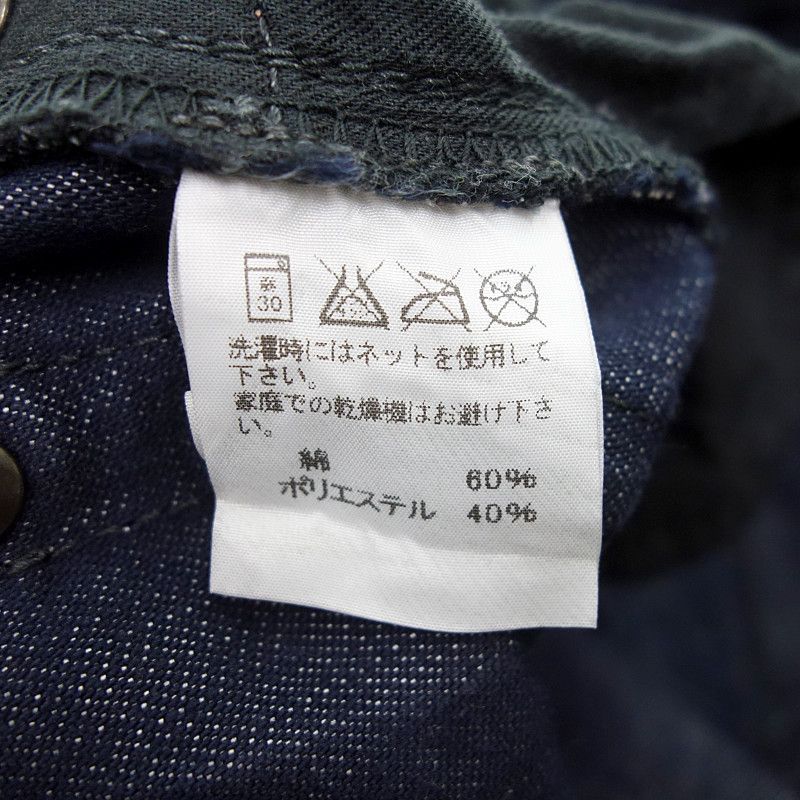 弱
30
洗濯時にはネットを使用して
下さい。
家庭での乾燥機はお避け下さ
い。
綿 60%
ポリエステル 40%